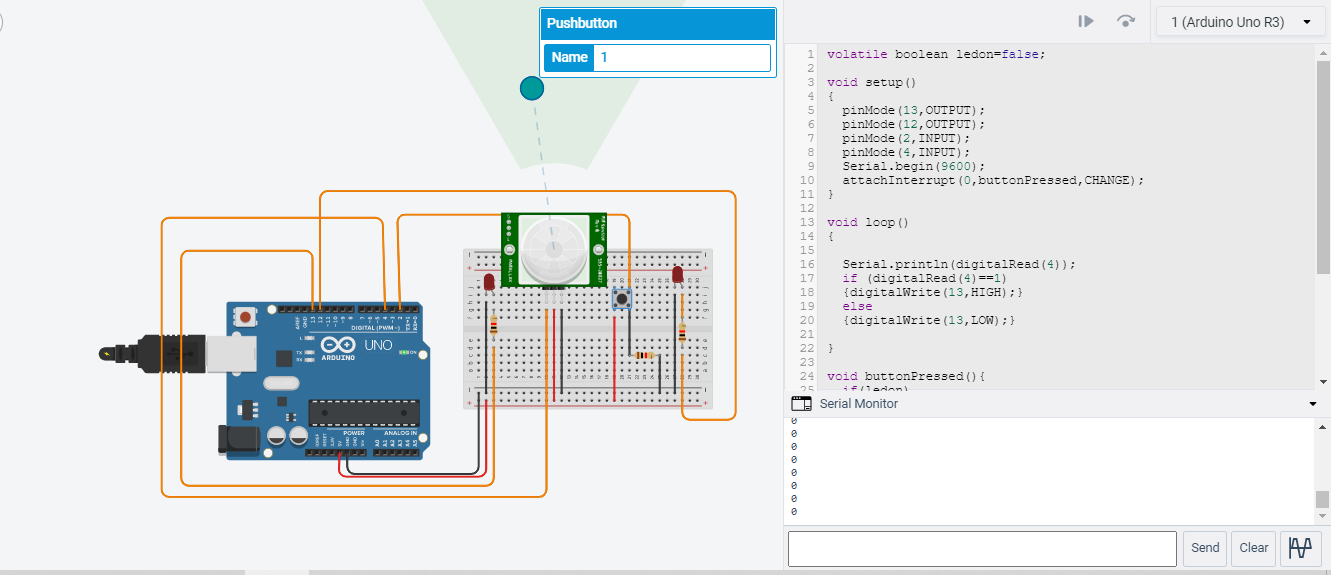 Pushbutton
Name 1
1 (Arduino Uno R3)
1 volatile boolean ledon=false;
2
3 void setup()
4 {
5 pinMode(13,OUTPUT);
6 pinMode(12,OUTPUT);
7 pinMode(2,INPUT);
8 pinMode(4,INPUT);
9 Serial.begin(9600);
10 attachInterrupt(0,buttonPressed,CHANGE);
11 }
12
13 void loop()
14 {
15
16 Serial.println(digitalRead(4));
17 if (digitalRead(4)==1)
18 {digitalWrite(13,HIGH);}
19 else
20 {digitalWrite(13,LOW);}
21
22 }
23
24 void buttonPressed(){
25 if(ledon)
Serial Monitor
0
0
0
0
0
0
0
0
Send
Clear
DIGITAL (PWM~)
UNO
ARDUINO
L
TX
RX
ON
POWER
ANALOG IN
A0
A1
A2
A3
A4
A5